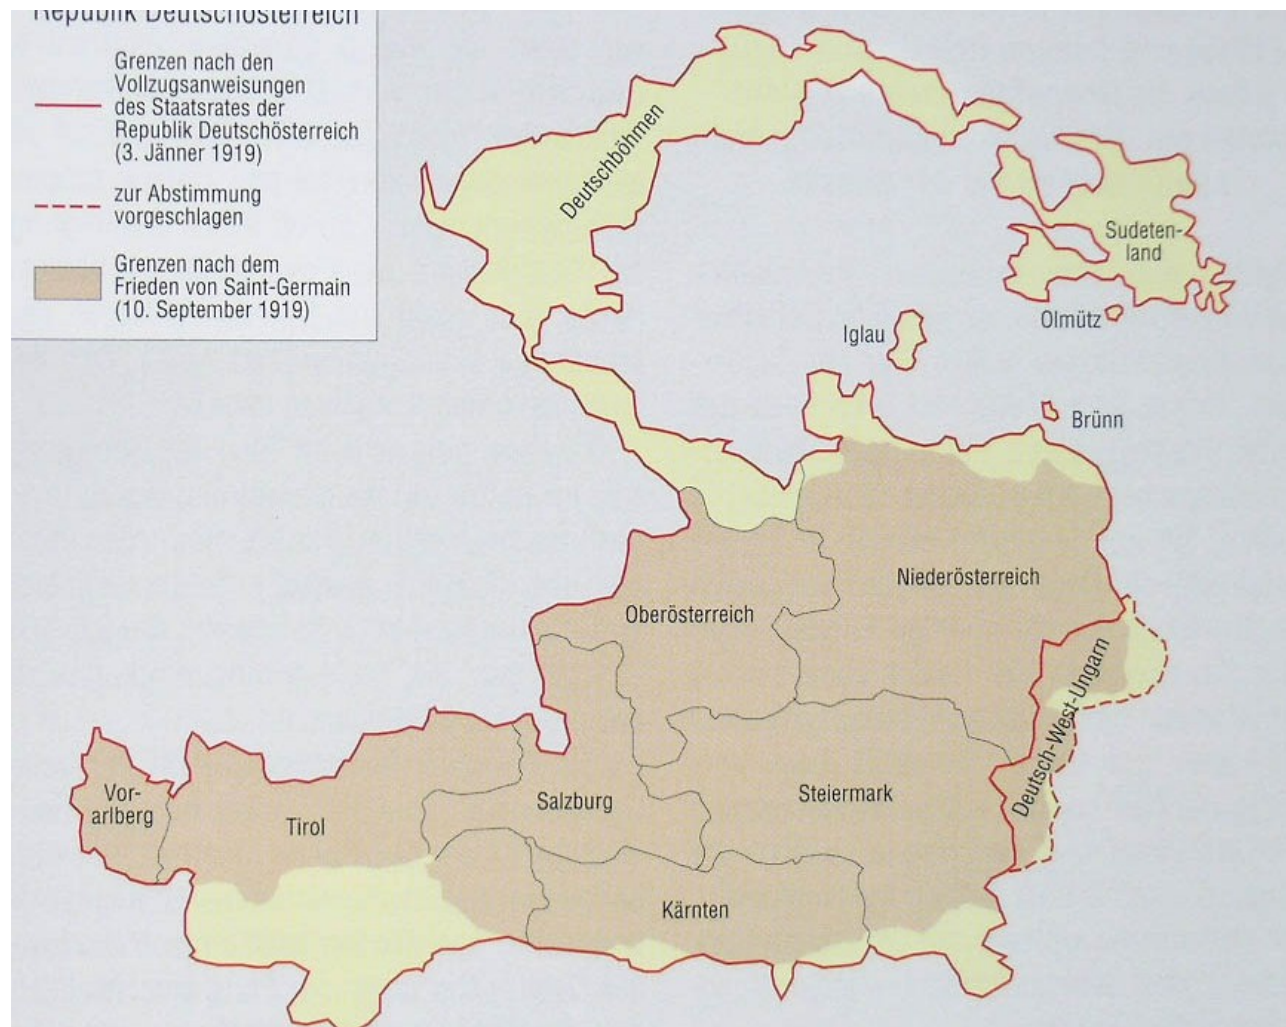 Republik Deutschösterreich
Grenzen nach den
Vollzugsanweisungen
des Staatsrates der
Republik Deutschösterreich
(3. Jänner 1919)
zur Abstimmung
vorgeschlagen
Grenzen nach dem
Frieden von Saint-Germain
(10. September 1919)
Deutschböhmen
Sudeten-
land
Olmütz
Iglau
Brünn
Niederösterreich
Oberösterreich
Deutsch-West-Ungarn
Vor-
arlberg
Tirol
Salzburg
Steiermark
Kärnten